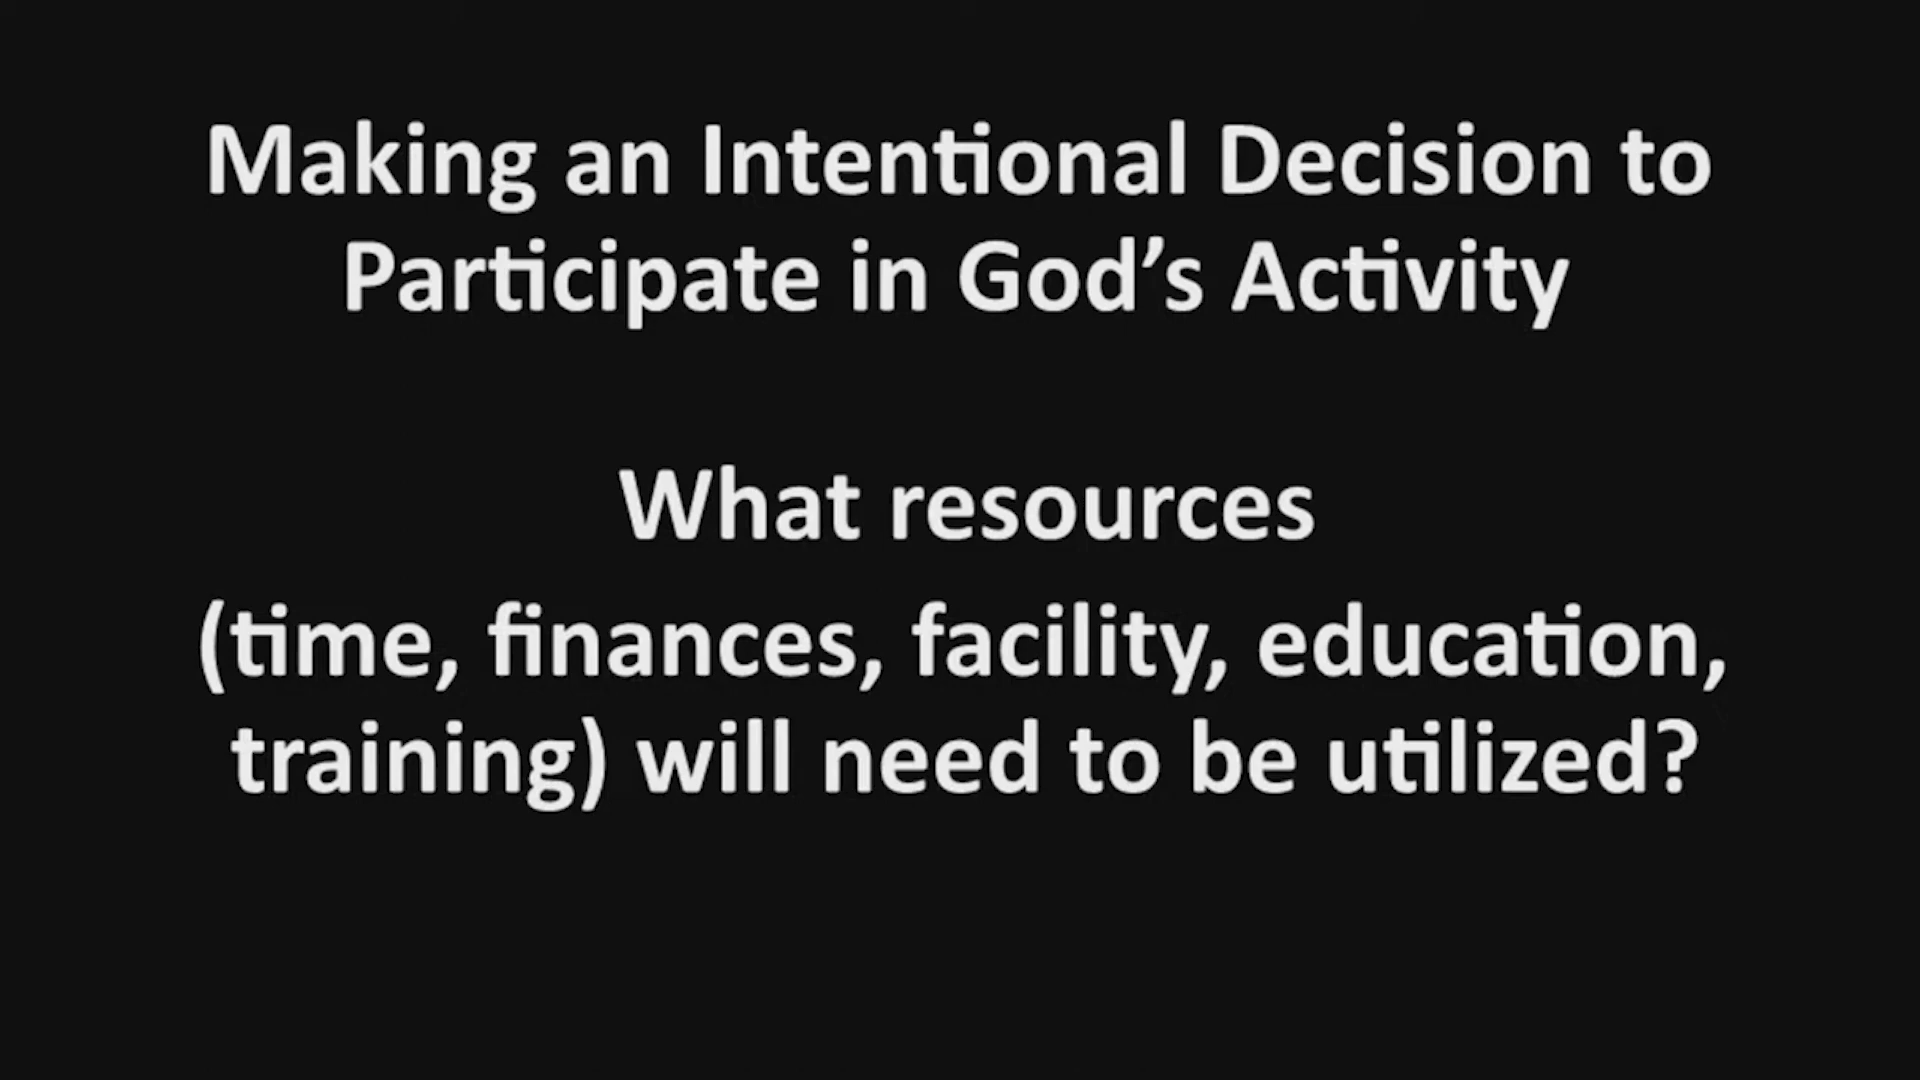 Making an Intentional Decision to
Participate in God’s Activity
What resources
(time, finances, facility, education,
training) will need to be utilized?